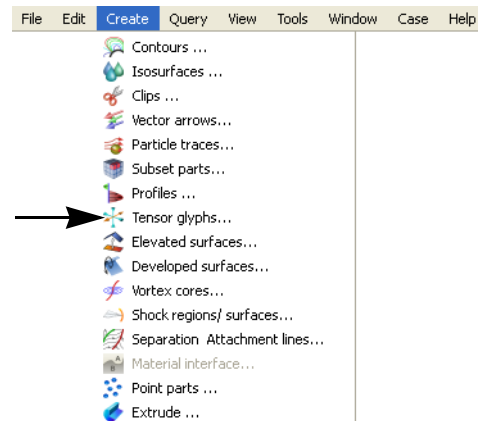 File Edit Create Query View Tools Window Case Help
Contours ...
Isosurfaces ...
Clips ...
Vector arrows...
Particle traces...
Subset parts...
Profiles ...
Tensor glyphs...
Elevated surfaces...
Developed surfaces...
Vortex cores...
Shock regions/ surfaces...
Separation Attachment lines...
Material interface...
Point parts ...
Extrude ...